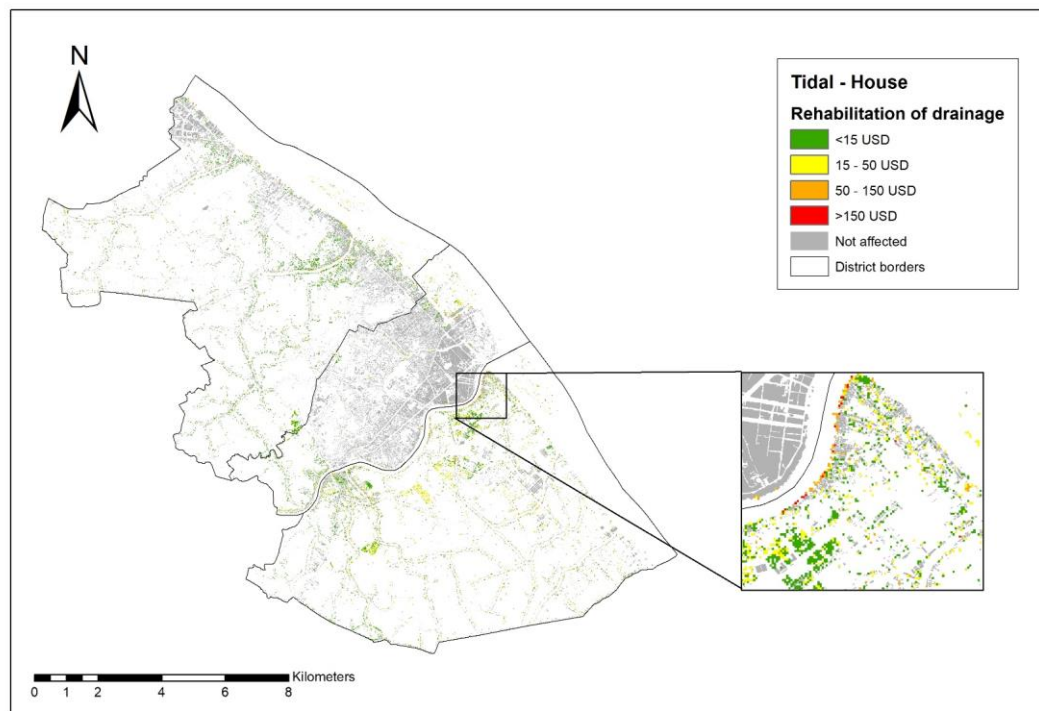 N
Tidal - House
Rehabilitation of drainage
<15 USD
15 - 50 USD
50 - 150 USD
>150 USD
Not affected
District borders
Kilometers
0 1 2 4 6 8